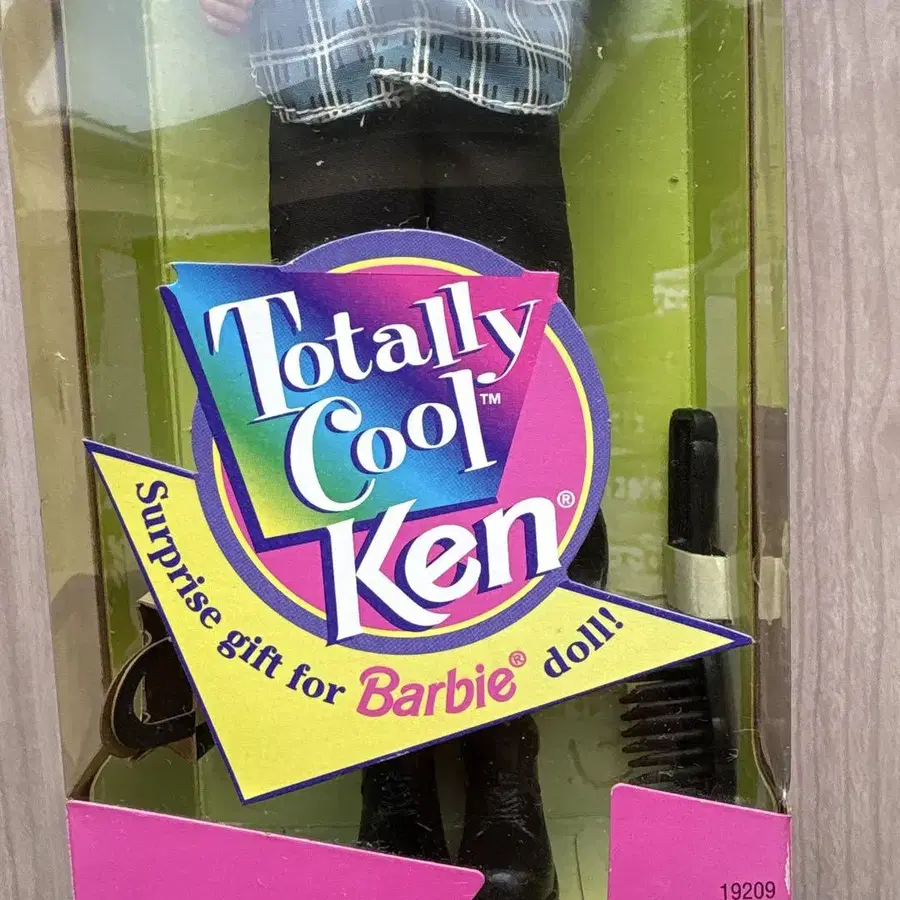 Totally
Cool™
Ken®
Surprise gift for Barbie® doll!
19209